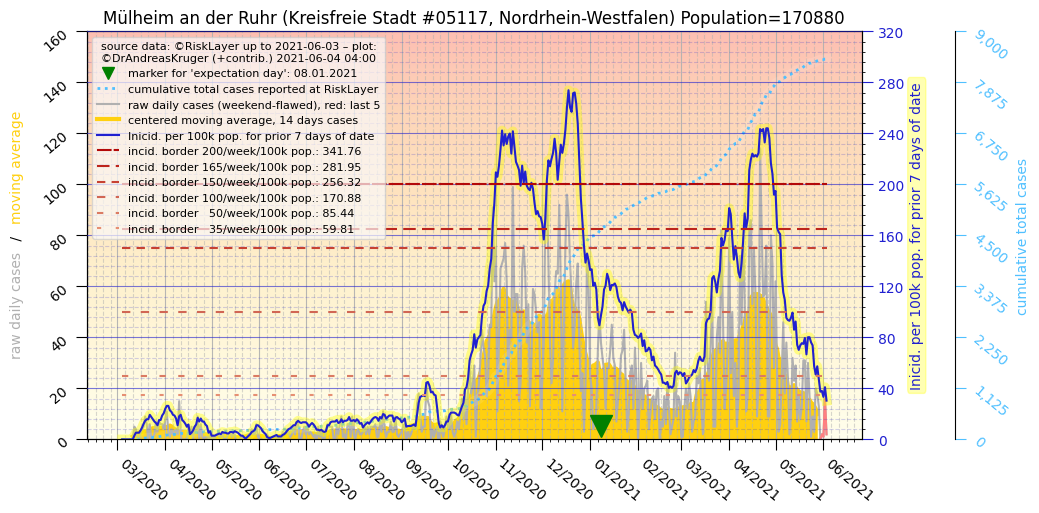 Mülheim an der Ruhr (Kreisfreie Stadt #05117, Nordrhein-Westfalen) Population=170880
source data: ©RiskLayer up to 2021-06-03 – plot:
©DrAndreasKruger (+contrib.) 2021-06-04 04:00
marker for 'expectation day': 08.01.2021
cumulative total cases reported at RiskLayer
raw daily cases (weekend-flawed), red: last 5
centered moving average, 14 days cases
Inicid. per 100k pop. for prior 7 days of date
incid. border 200/week/100k pop.: 341.76
incid. border 165/week/100k pop.: 281.95
incid. border 150/week/100k pop.: 256.32
incid. border 100/week/100k pop.: 170.88
incid. border   50/week/100k pop.: 85.44
incid. border   35/week/100k pop.: 59.81
raw daily cases / moving average
160
140
120
100
80
60
40
20
0
03/2020
04/2020
05/2020
06/2020
07/2020
08/2020
09/2020
10/2020
11/2020
12/2020
01/2021
02/2021
03/2021
04/2021
05/2021
06/2021
320
280
240
200
160
120
80
40
0
Inicid. per 100k pop. for prior 7 days of date
9,000
7,875
6,750
5,625
4,500
3,375
2,250
1,125
0
cumulative total cases